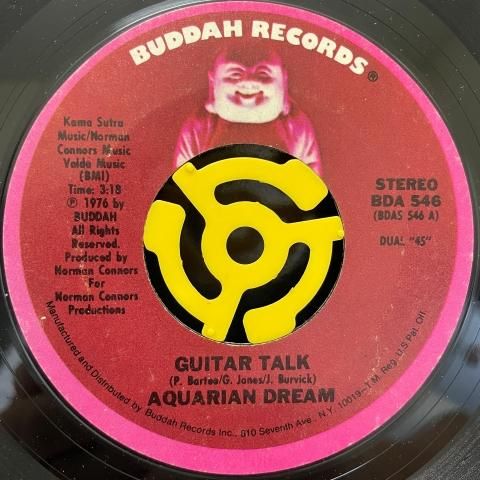 BUDDAH RECORDS®
Kama Sutra
Music/Norman
Connors Music
Valda Music
(BMI)
Time: 3:18
Ⓟ 1976 by
BUDDAH
All Rights
Reserved.
Produced by
Norman Connors
For
Norman Connors
Productions
STEREO
BDA 546
(BDAS 546 A)
DUAL "45"
GUITAR TALK
(P. Bartee/G. Jones/J. Burvick)
AQUARIAN DREAM
Manufactured and Distributed by Buddah Records Inc., 810 Seventh Ave., N.Y. 10019-T.M. Reg. U.S Pat. Off.